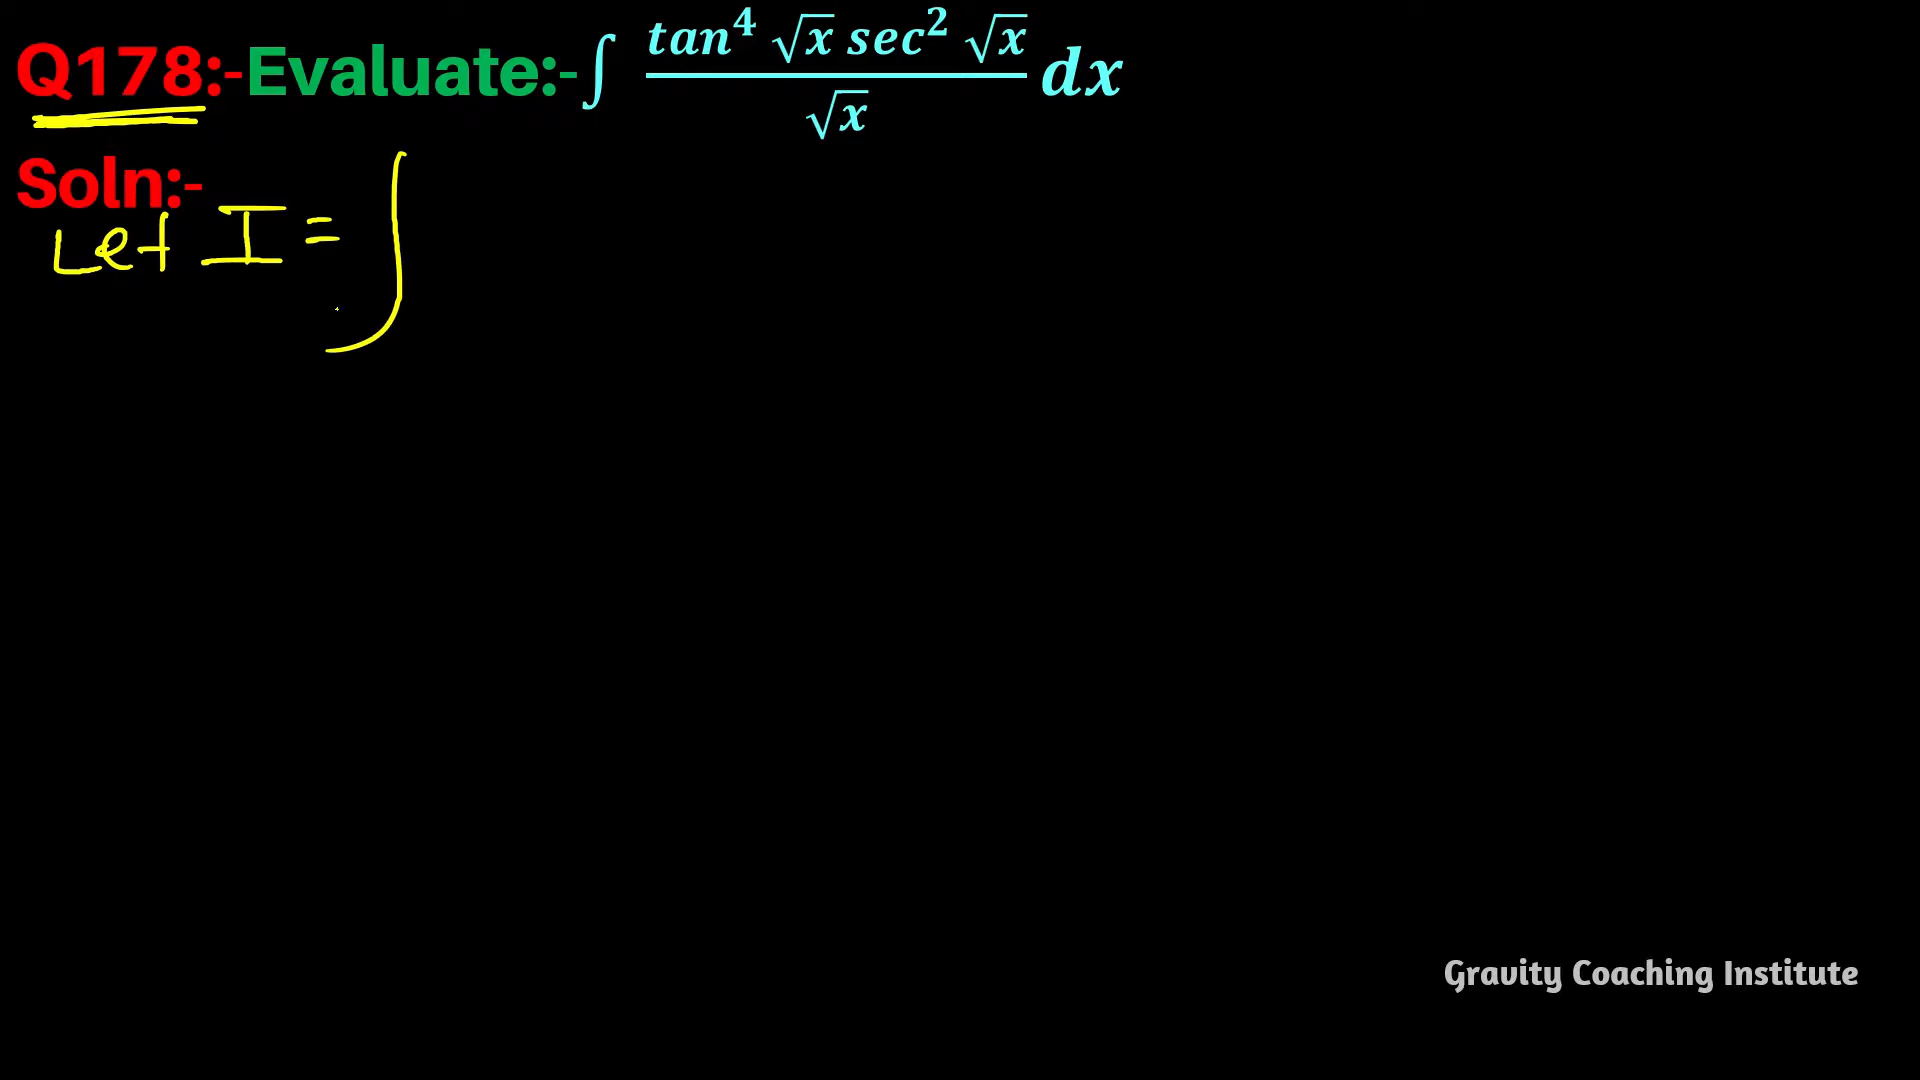 Q178:-Evaluate:-∫ tan⁴ √x sec² √x / √x dx
Soln:-
Let I = ∫
Gravity Coaching Institute